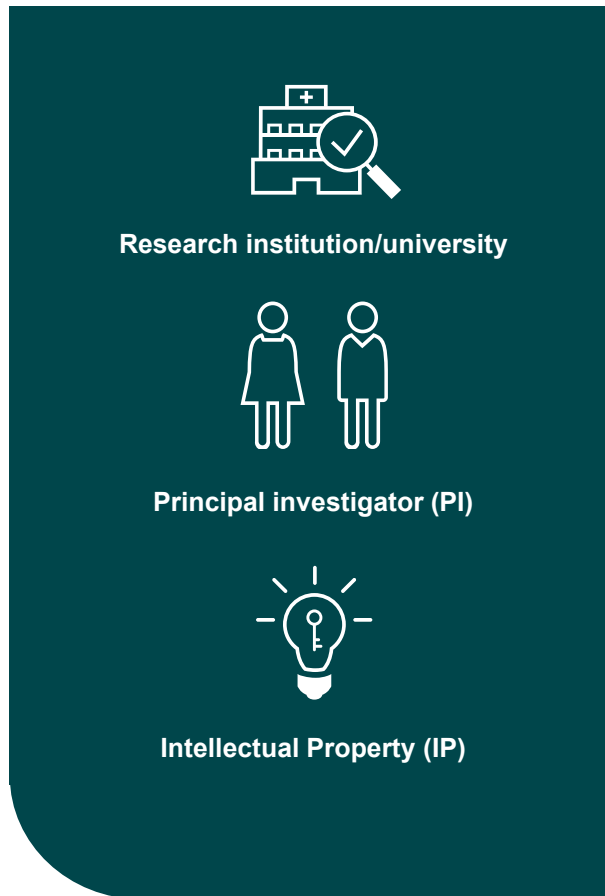 Research institution/university
Principal investigator (PI)
Intellectual Property (IP)